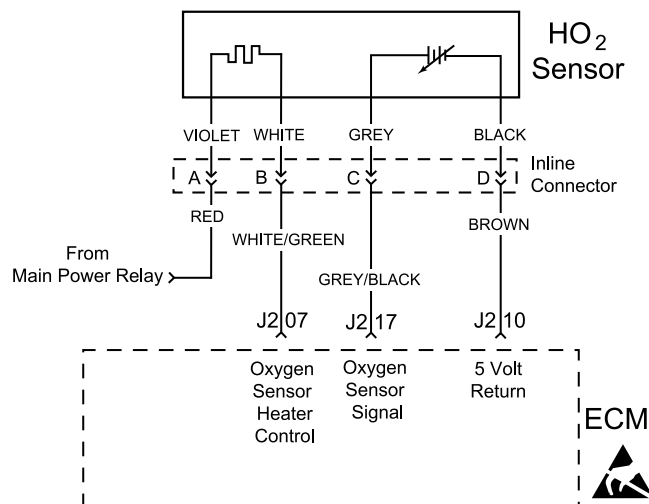 HO2
Sensor
VIOLET WHITE GREY BLACK
A B C D
Inline
Connector
RED
WHITE/GREEN
BROWN
From
Main Power Relay
GREY/BLACK
J2 07 J2 17 J2 10
Oxygen
Sensor
Heater
Control
Oxygen
Sensor
Signal
5 Volt
Return
ECM